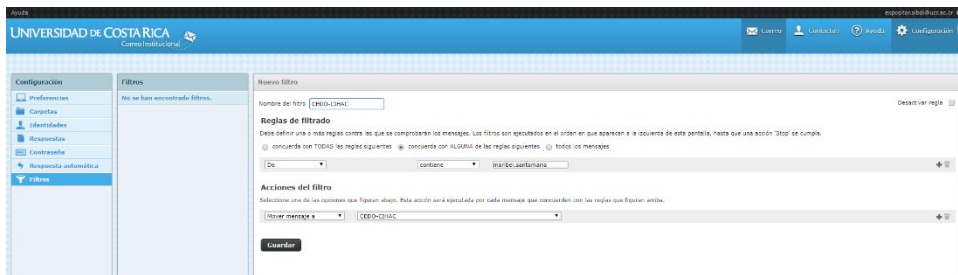 Ayuda
UNIVERSIDAD DE COSTA RICA
Correo Institucional
Correo
Contactos
Ayuda
Configuración
Configuración
Preferencias
Carpetas
Identidades
Respuestas
Contraseña
Respuesta automática
Filtros
Filtros
No se han encontrado filtros.
Nuevo filtro
Nombre del filtro CEDO-CIHAC
Desactivar regla
Reglas de filtrado
Debe definir una o más reglas contra las que se comprobarán los mensajes. Los filtros son ejecutados en el orden en que aparecen a la izquierda de esta pantalla, hasta que una acción 'Stop' se cumpla.
concuerda con TODAS las reglas siguientes concuerda con ALGUNA de las reglas siguientes todos los mensajes
De contiene maribel.santamaria
Acciones del filtro
Seleccione una de las opciones que figuran abajo. Esta acción será ejecutada por cada mensaje que concuerden con las reglas que figuran arriba.
Mover mensaje a CEDO-CIHAC
Guardar